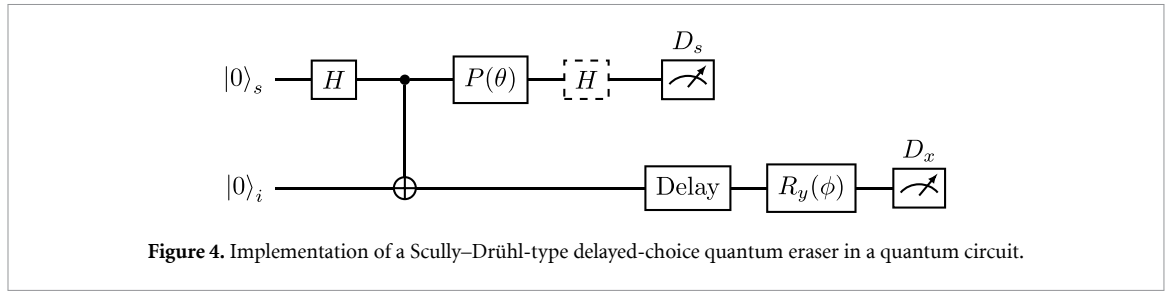 D_s
|0⟩_s H P(θ) H
D_x
|0⟩_i Delay R_y(ϕ)
Figure 4. Implementation of a Scully–Drühl-type delayed-choice quantum eraser in a quantum circuit.